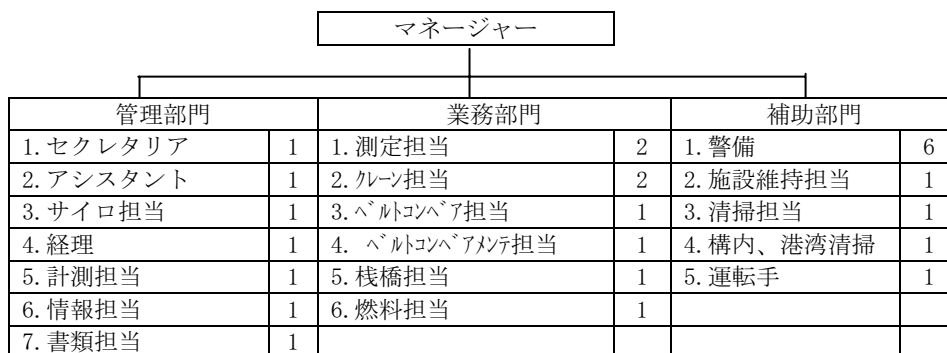 マネージャー
管理部門 業務部門 補助部門
1.セクレタリア 1 1.測定担当 2 1.警備 6
2.アシスタント 1 2.ｸﾚｰﾝ担当 2 2.施設維持担当 1
3.サイロ担当 1 3.ﾍﾞﾙﾄｺﾝﾍﾞｱ担当 1 3.清掃担当 1
4.経理 1 4. ﾍﾞﾙﾄｺﾝﾍﾞｱﾒﾝﾃ担当 1 4.構内、港湾清掃 1
5.計測担当 1 5.桟橋担当 1 5.運転手 1
6.情報担当 1 6.燃料担当 1
7.書類担当 1